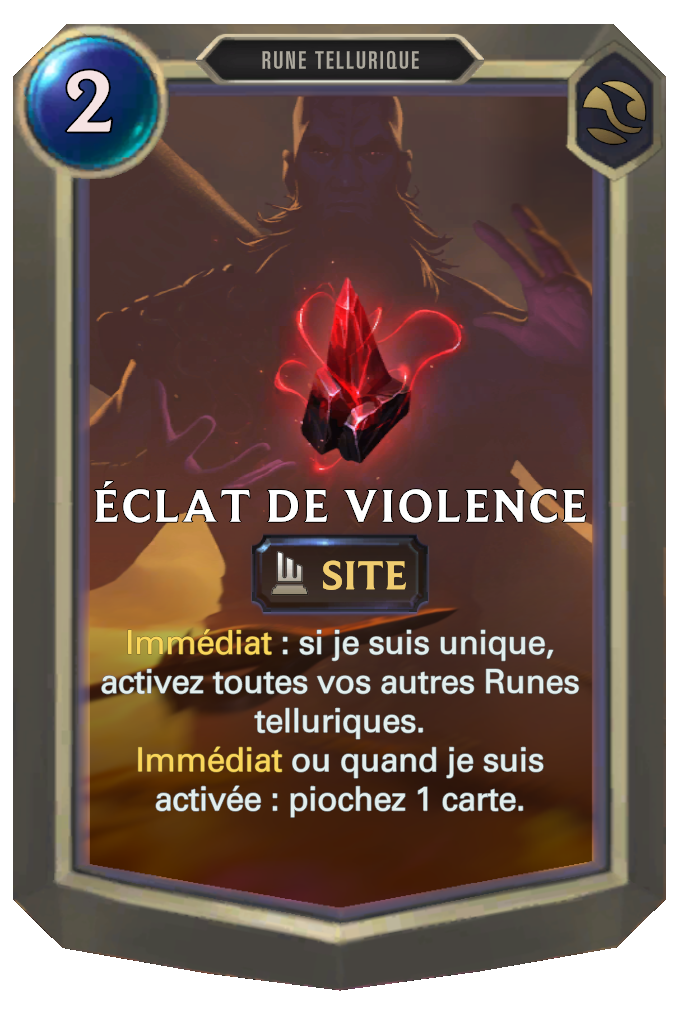 RUNE TELLURIQUE
2
ÉCLAT DE VIOLENCE
SITE
Immédiat : si je suis unique,
activez toutes vos autres Runes
telluriques.
Immédiat ou quand je suis
activée : piochez 1 carte.